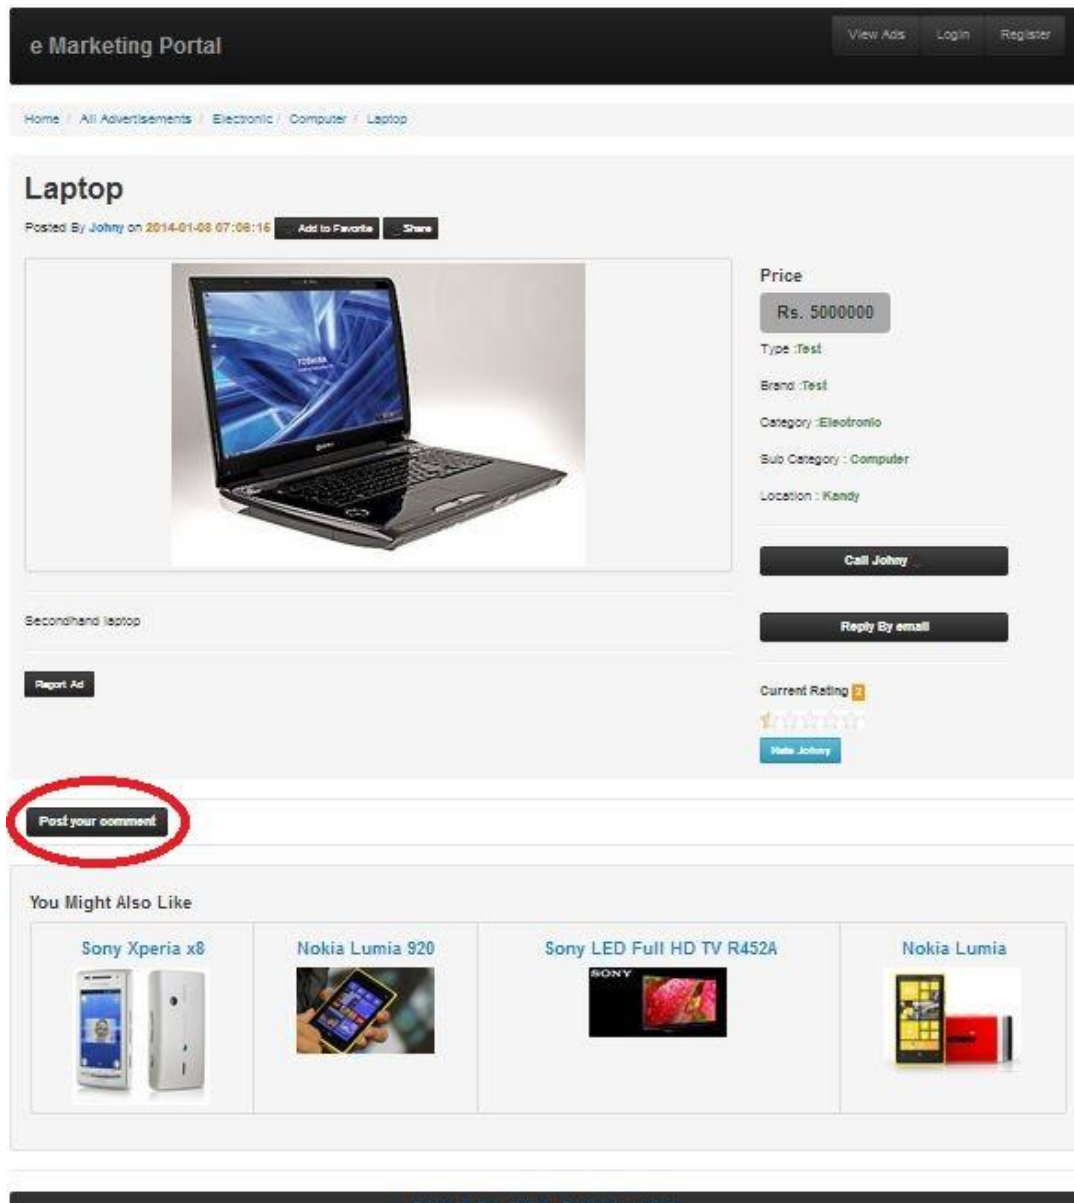 e Marketing Portal
View Ads Login Register
Home / All Advertisements / Electronic / Computer / Laptop
Laptop
Posted By Johny on 2014-01-08 07:06:16 Add to Favorite Share
TOSHIBA
Price
Rs. 5000000
Type :Test
Brand :Test
Category :Electronic
Sub Category : Computer
Location : Kandy
Call Johny
Reply By email
Secondhand laptop
Report Ad
Current Rating 2
Rate Johny
Post your comment
You Might Also Like
Sony Xperia x8
Nokia Lumia 920
Sony LED Full HD TV R452A
Nokia Lumia
SONY